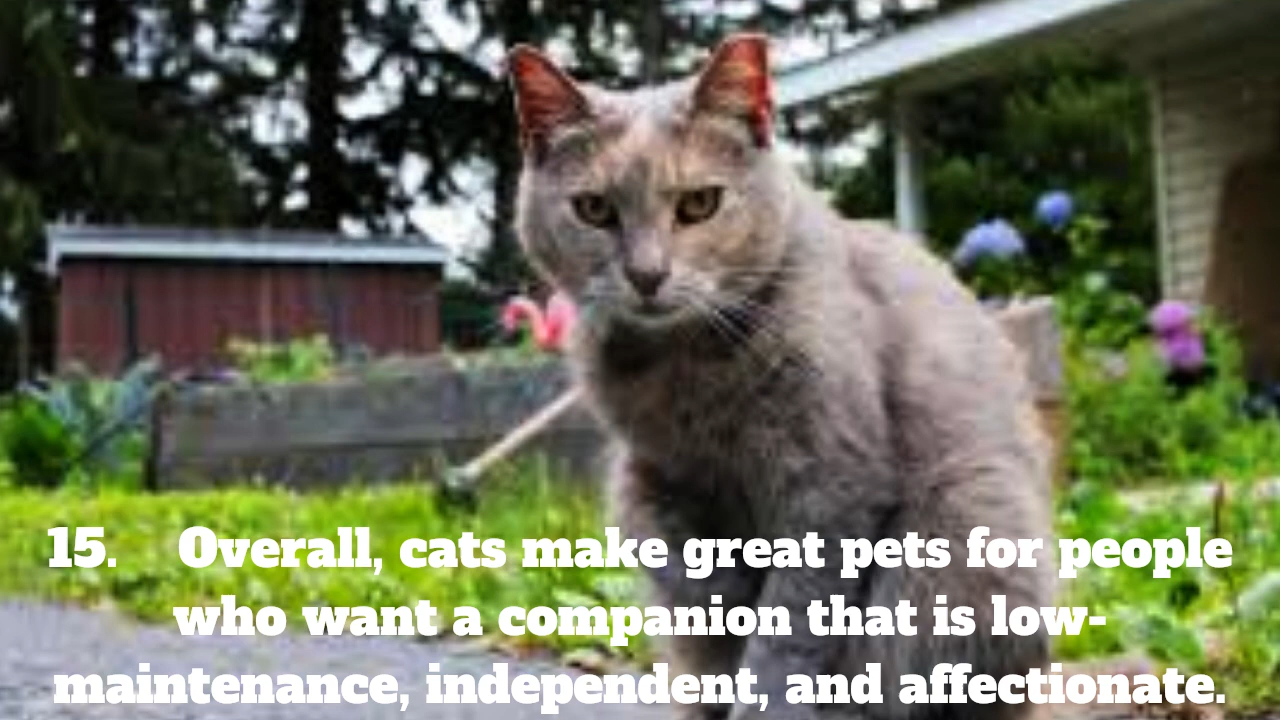 15. Overall, cats make great pets for people
who want a companion that is low-
maintenance, independent, and affectionate.